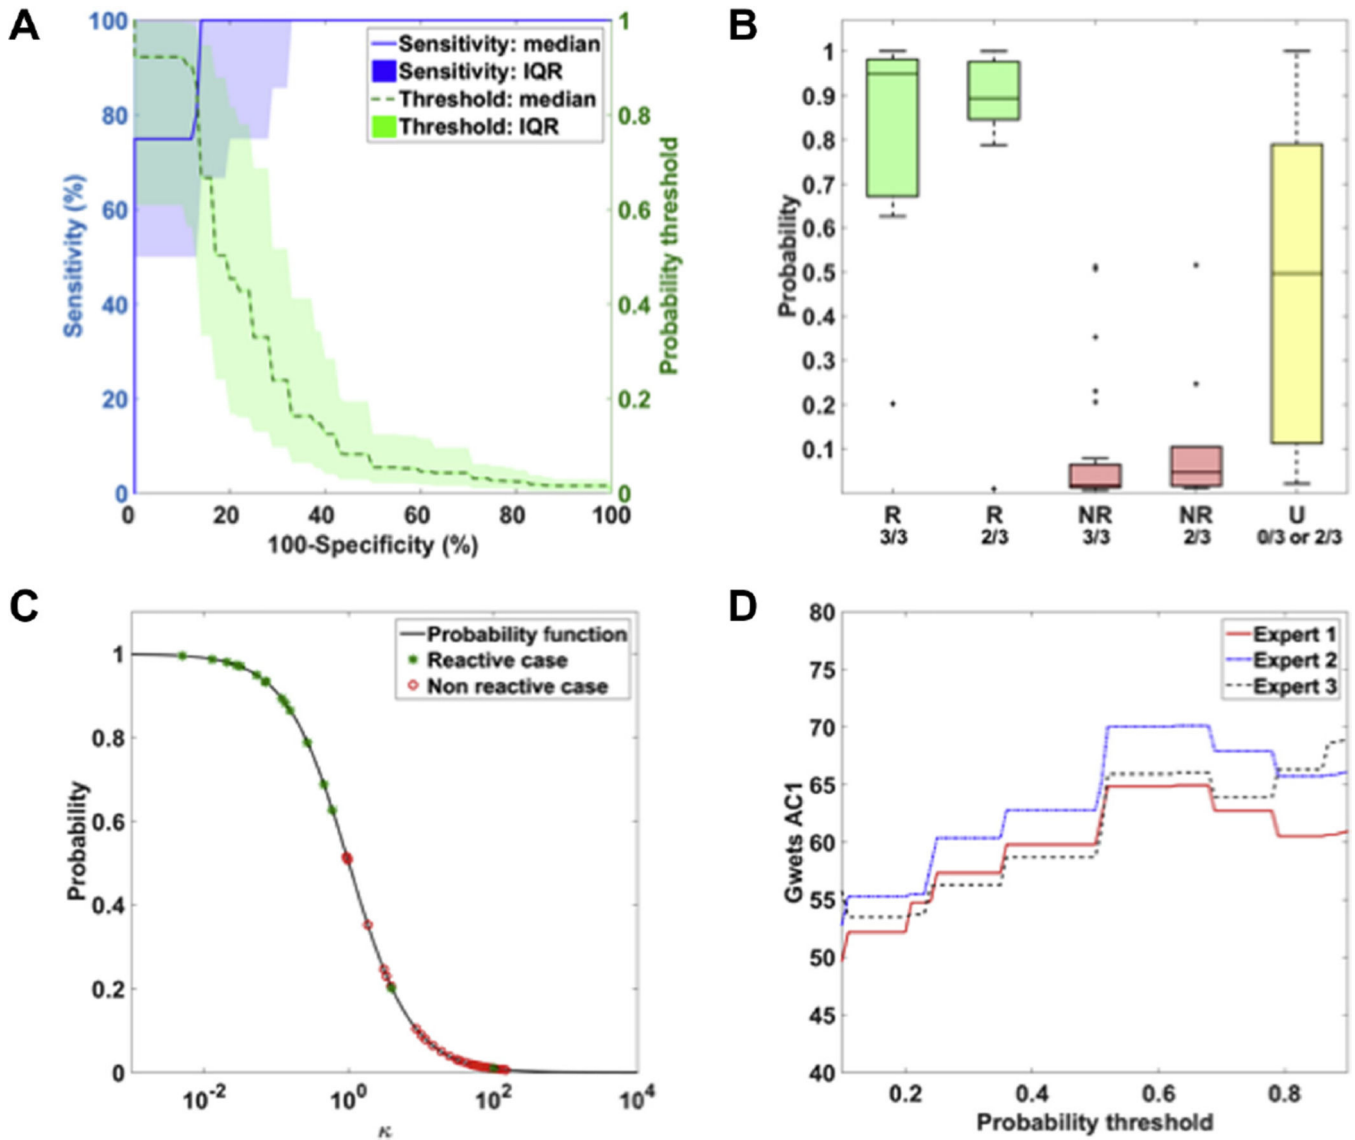 A
100
80
60
40
20
0
Sensitivity (%)
Sensitivity: median
Sensitivity: IQR
Threshold: median
Threshold: IQR
1
0.8
0.6
0.4
0.2
0
Probability threshold
0 20 40 60 80 100
100-Specificity (%)
B
1
0.9
0.8
0.7
0.6
0.5
0.4
0.3
0.2
0.1
Probability
R R NR NR U
3/3 2/3 3/3 2/3 0/3 or 2/3
C
1
0.8
0.6
0.4
0.2
0
Probability
Probability function
Reactive case
Non reactive case
10-2 100 102 104
κ
D
80
75
70
65
60
55
50
45
40
Gwets AC1
Expert 1
Expert 2
Expert 3
0.2 0.4 0.6 0.8
Probability threshold